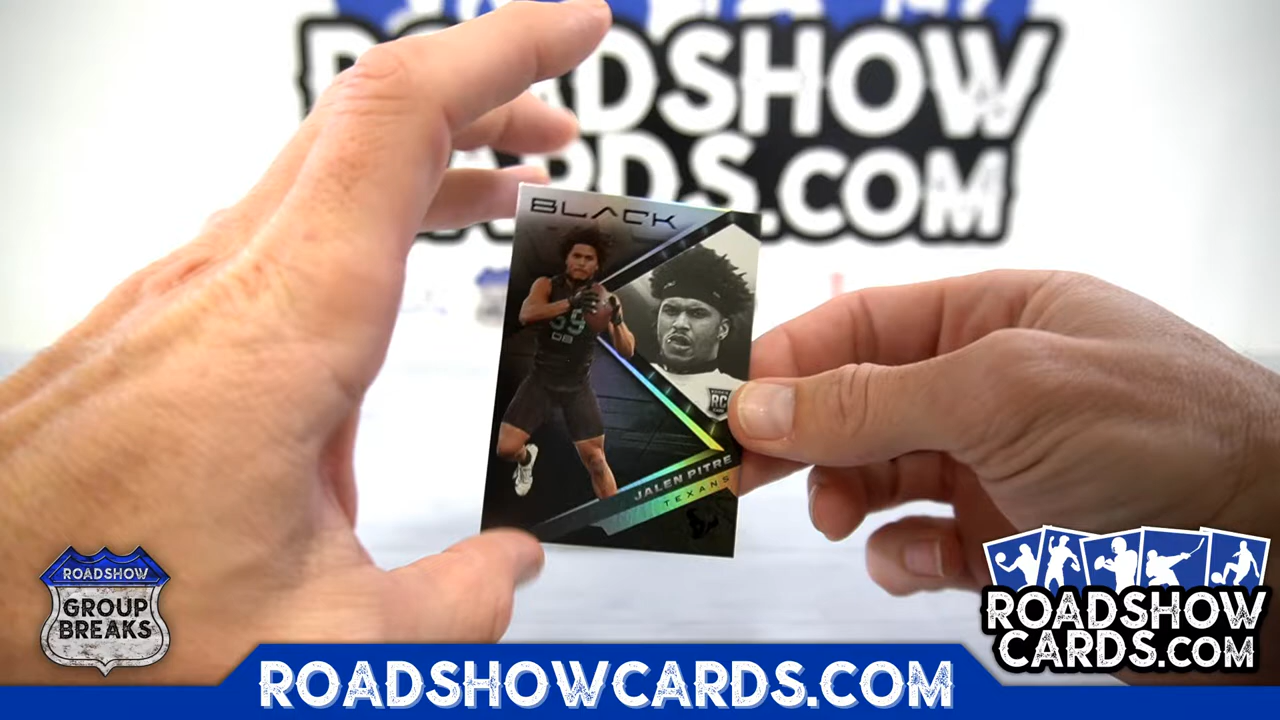 ROADSHOW
CARDS.COM
BLACK
59
DB
RC
JALEN PITRE
TEXANS
ROADSHOW
GROUP
BREAKS
ROADSHOW
CARDS.COM
ROADSHOWCARDS.COM